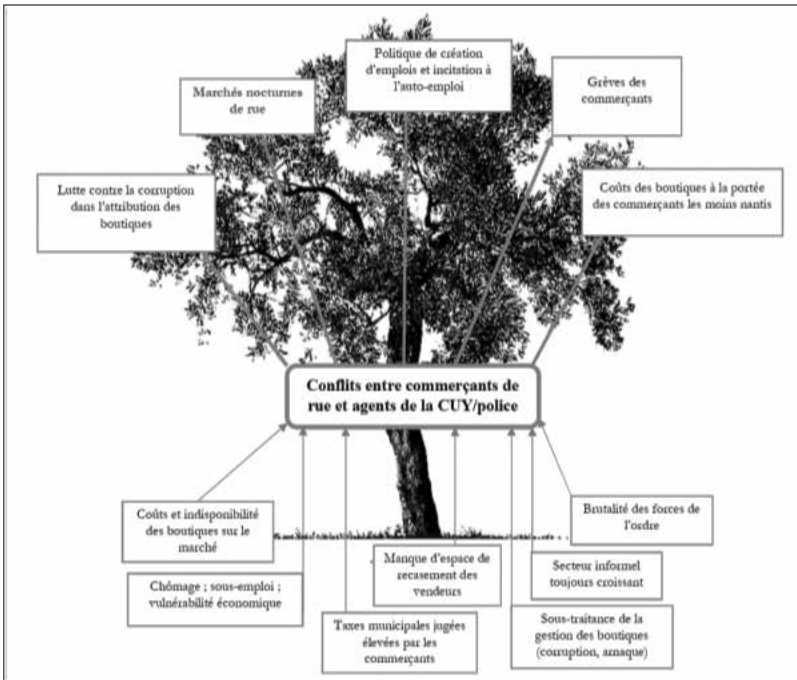 Politique de création
d'emplois et incitation à
l'auto-emploi
Marchés nocturnes
de rue
Grèves des
commerçants
Lutte contre la corruption
dans l'attribution des
boutiques
Coûts des boutiques à la portée
des commerçants les moins nantis
Conflits entre commerçants de
rue et agents de la CUY/police
Coûts et indisponibilité
des boutiques sur le
marché
Brutalité des forces de
l'ordre
Manque d'espace de
recasement des
vendeurs
Secteur informel
toujours croissant
Chômage ; sous-emploi ;
vulnérabilité économique
Taxes municipales jugées
élevées par les
commerçants
Sous-traitance de la
gestion des boutiques
(corruption, arnaque)